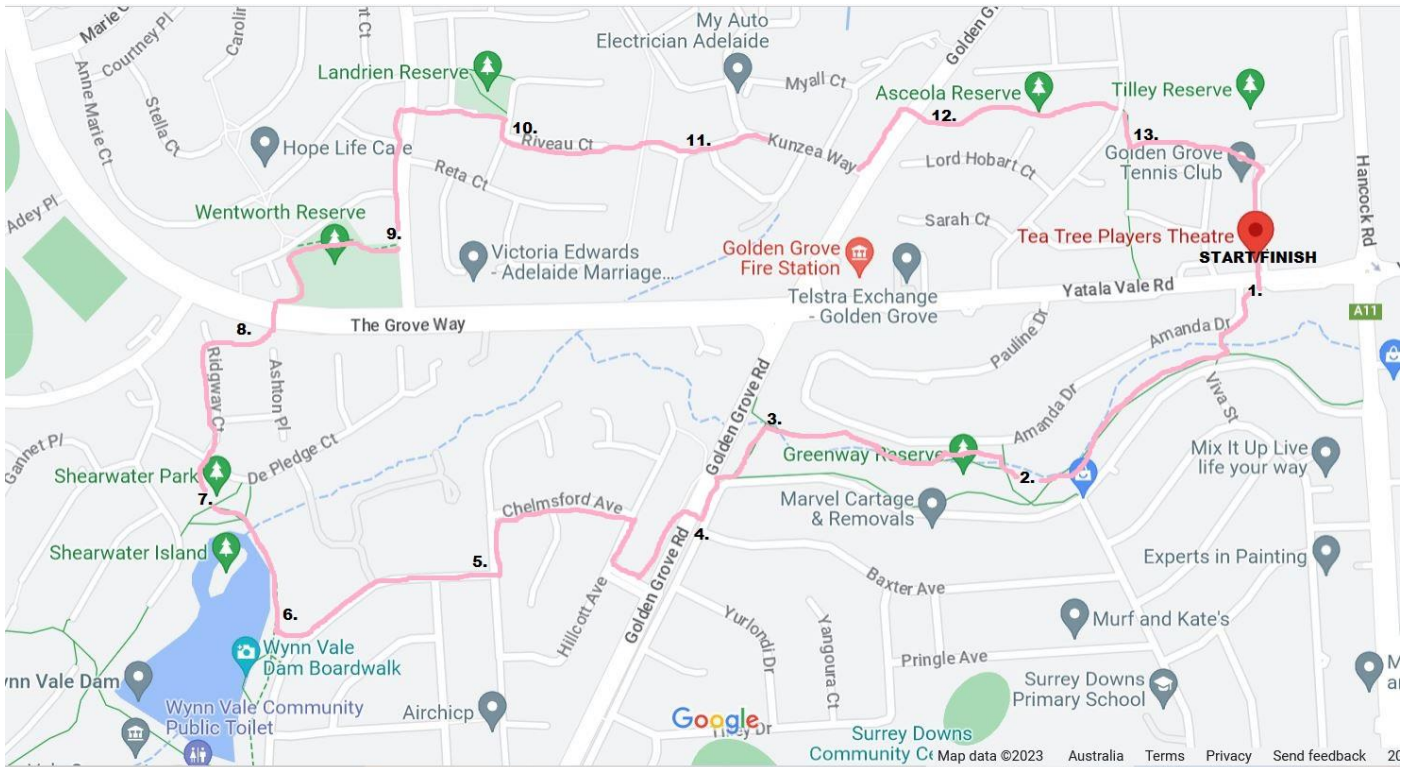 Marie C
Courtney Pl
Carolin
nt Ct
Anne Marie Ct
Stella Ct
Adey Pl
Landrien Reserve
My Auto
Electrician Adelaide
Myall Ct
Golden G
Asceola Reserve
Tilley Reserve
12.
10.
11.
13.
Hope Life Care
Riveau Ct
Reta Ct
Kunzea Way
Lord Hobart Ct
Golden Grove
Tennis Club
Hancock Rd
Wentworth Reserve
9.
Victoria Edwards
- Adelaide Marriage...
Sarah Ct
Golden Grove
Fire Station
Tea Tree Players Theatre
START/FINISH
Telstra Exchange
- Golden Grove
Yatala Vale Rd
1.
A11
8.
The Grove Way
Ridgway Ct
Ashton Pl
Pauline Dr
Amanda Dr
Viva St
Golden Grove Rd
3.
Amanda Dr
Gannet Pl
De Pledge Ct
Shearwater Park
7.
Greenway Reserve
2.
Mix It Up Live
life your way
Chelmsford Ave
Marvel Cartage
& Removals
4.
Shearwater Island
5.
Golden Grove Rd
Baxter Ave
Experts in Painting
6.
Hillcott Ave
Yurlondi Dr
Yangoura Ct
Murf and Kate's
Wynn Vale
Dam Boardwalk
Pringle Ave
ynn Vale Dam
Surrey Downs
Primary School
Wynn Vale Community
Public Toilet
Airchicp
Google
Surrey Downs
Community Ce
Map data ©2023
Australia
Terms
Privacy
Send feedback
20